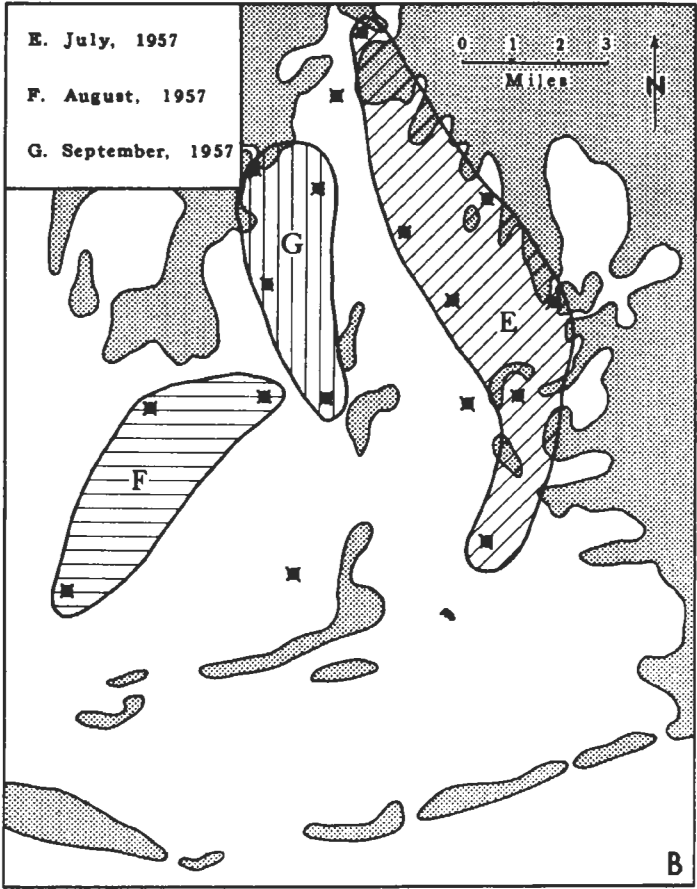 E. July, 1957
F. August, 1957
G. September, 1957
0 1 2 3
Miles
N
G
E
F
B